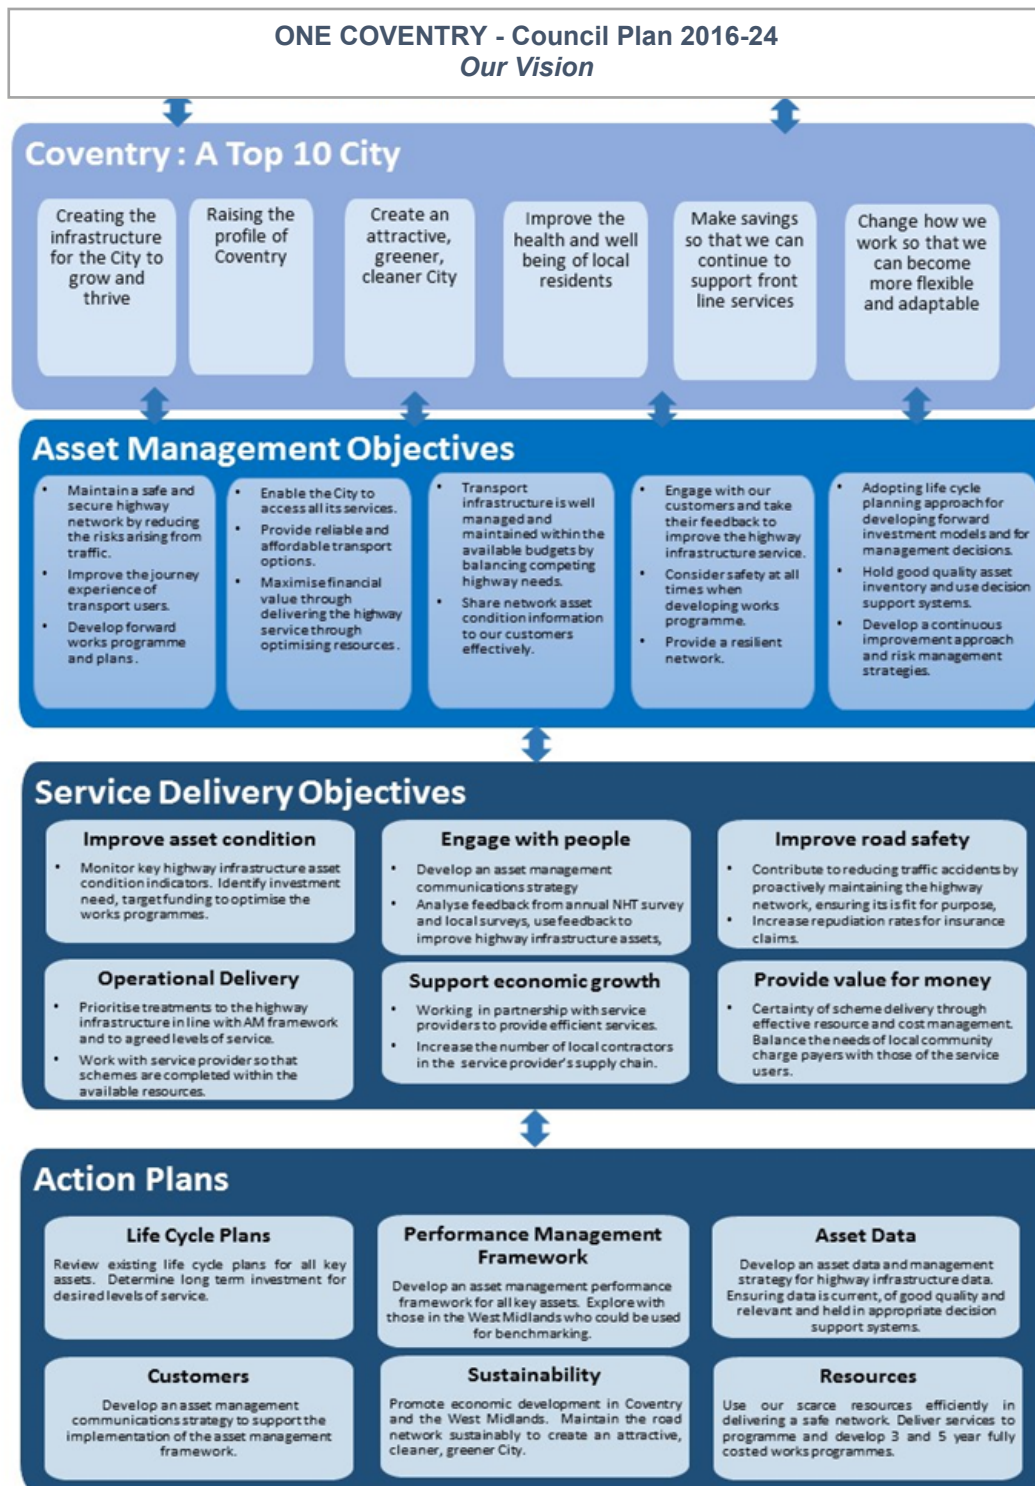 ONE COVENTRY - Council Plan 2016-24
Our Vision
Coventry : A Top 10 City
Creating the
infrastructure
for the City to
grow and
thrive
Raising the
profile of
Coventry
Create an
attractive,
greener,
cleaner City
Improve the
health and well
being of local
residents
Make savings
so that we can
continue to
support front
line services
Change how we
work so that we
can become
more flexible
and adaptable
Asset Management Objectives
• Maintain a safe and
secure highway
network by reducing
the risks arising from
traffic.
• Improve the journey
experience of
transport users.
• Develop forward
works programme
and plans.
• Enable the City to
access all its services.
• Provide reliable and
affordable transport
options.
• Maximise financial
value through
delivering the highway
service through
optimising resources.
• Transport
infrastructure is well
managed and
maintained within the
available budgets by
balancing competing
highway needs.
• Share network asset
condition information
to our customers
effectively.
• Engage with our
customers and take
their feedback to
improve the highway
infrastructure service.
• Consider safety at all
times when
developing works
programme.
• Provide a resilient
network.
• Adopting life cycle
planning approach for
developing forward
investment models and for
management decisions.
• Hold good quality asset
inventory and use decision
support systems.
• Develop a continuous
improvement approach
and risk management
strategies.
Service Delivery Objectives
Improve asset condition
• Monitor key highway infrastructure asset
condition indicators. Identify investment
need, target funding to optimise the
works programmes.
Engage with people
• Develop an asset management
communications strategy
• Analyse feedback from annual NHT survey
and local surveys, use feedback to
improve highway infrastructure assets,
Improve road safety
• Contribute to reducing traffic accidents by
proactively maintaining the highway
network, ensuring its is fit for purpose,
• Increase repudiation rates for insurance
claims.
Operational Delivery
• Prioritise treatments to the highway
infrastructure in line with AM framework
and to agreed levels of service.
• Work with service provider so that
schemes are completed within the
available resources.
Support economic growth
• Working in partnership with service
providers to provide efficient services.
• Increase the number of local contractors
in the service provider's supply chain.
Provide value for money
• Certainty of scheme delivery through
effective resource and cost management.
Balance the needs of local community
charge payers with those of the service
users.
Action Plans
Life Cycle Plans
Review existing life cycle plans for all key
assets. Determine long term investment for
desired levels of service.
Performance Management
Framework
Develop an asset management performance
framework for all key assets. Explore with
those in the West Midlands who could be used
for benchmarking.
Asset Data
Develop an asset data and management
strategy for highway infrastructure data.
Ensuring data is current, of good quality and
relevant and held in appropriate decision
support systems.
Customers
Develop an asset management
communications strategy to support the
implementation of the asset management
framework.
Sustainability
Promote economic development in Coventry
and the West Midlands. Maintain the road
network sustainably to create an attractive,
cleaner, greener City.
Resources
Use our scarce resources efficiently in
delivering a safe network. Deliver services to
programme and develop 3 and 5 year fully
costed works programmes.